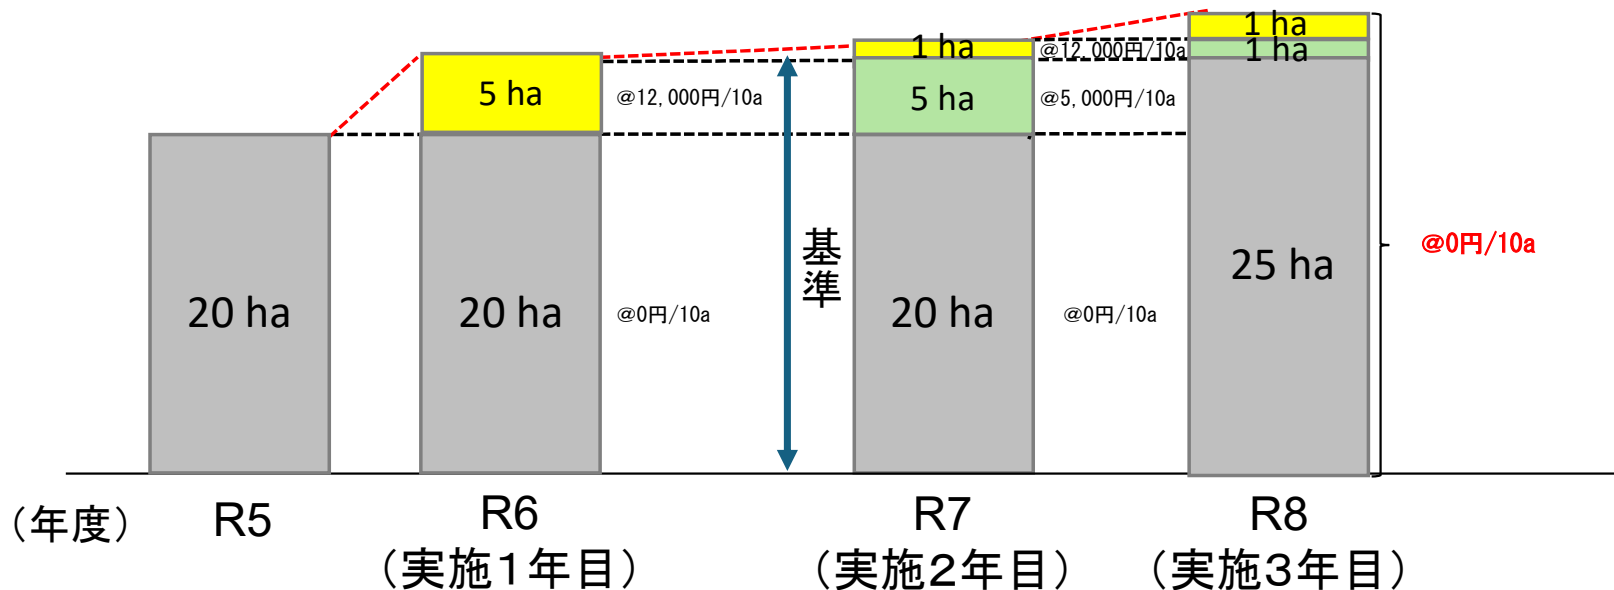 1 ha
1 ha
@12,000円/10a
1 ha
5 ha
@12,000円/10a
5 ha
@5,000円/10a
基準
@0円/10a
25 ha
20 ha
20 ha
@0円/10a
20 ha
@0円/10a
（年度）
R5
R6
（実施１年目）
R7
（実施２年目）
R8
（実施３年目）